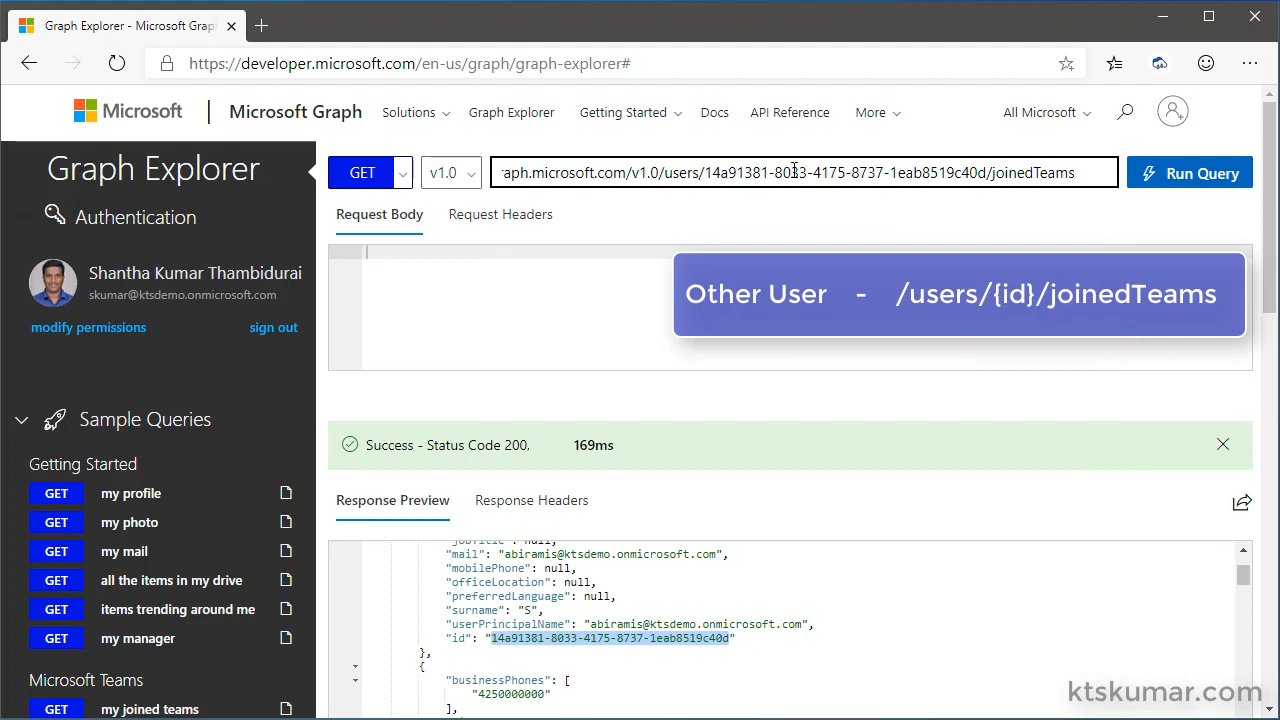 Graph Explorer - Microsoft Grap
https://developer.microsoft.com/en-us/graph/graph-explorer#
Microsoft | Microsoft Graph Solutions Graph Explorer Getting Started Docs API Reference More All Microsoft
Graph Explorer
Authentication
Shantha Kumar Thambidurai
skumar@ktsdemo.onmicrosoft.com
modify permissions sign out
Sample Queries
Getting Started
GET my profile
GET my photo
GET my mail
GET all the items in my drive
GET items trending around me
GET my manager
Microsoft Teams
GET my joined teams
GET v1.0 raph.microsoft.com/v1.0/users/14a91381-8033-4175-8737-1eab8519c40d/joinedTeams Run Query
Request Body Request Headers
Other User - /users/{id}/joinedTeams
Success - Status Code 200, 169ms
Response Preview Response Headers
"jobTitle": null,
"mail": "abiramis@ktsdemo.onmicrosoft.com",
"mobilePhone": null,
"officeLocation": null,
"preferredLanguage": null,
"surname": "S",
"userPrincipalName": "abiramis@ktsdemo.onmicrosoft.com",
"id": "14a91381-8033-4175-8737-1eab8519c40d"
},
{
"businessPhones": [
"4250000000"
],
ktskumar.com